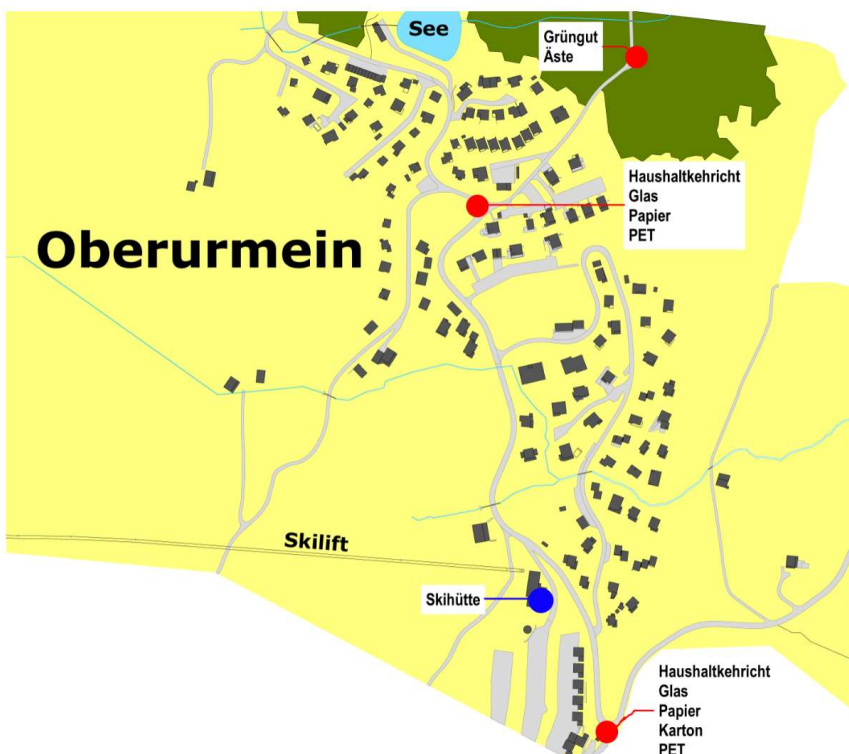 See
Grüngut
Äste
Haushaltkehricht
Glas
Papier
PET
Oberurmein
Skilift
Skihütte
Haushaltkehricht
Glas
Papier
Karton
PET